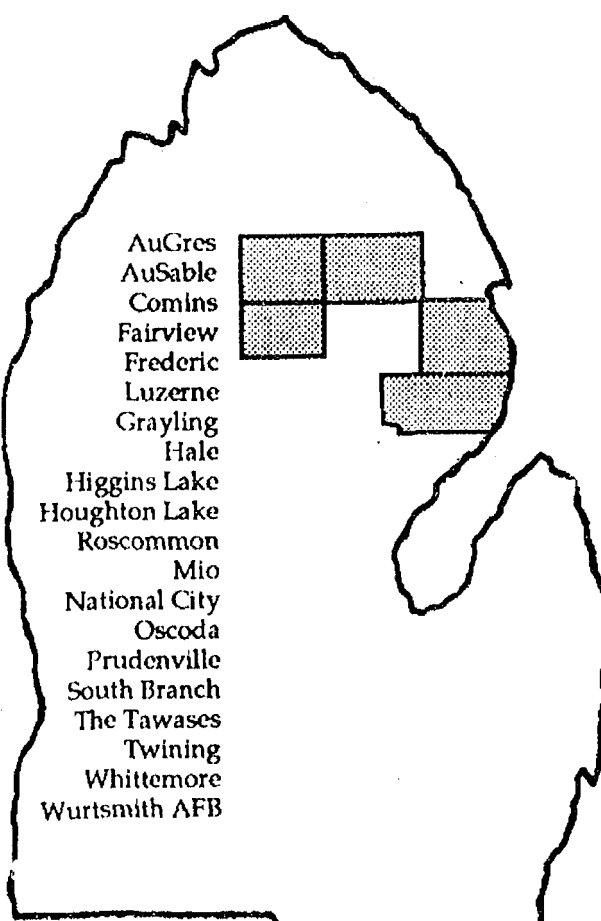 AuGres
AuSable
Comins
Fairview
Frederic
Luzerne
Grayling
Hale
Higgins Lake
Houghton Lake
Roscommon
Mio
National City
Oscoda
Prudenville
South Branch
The Tawases
Twining
Whittemore
Wurtsmith AFB